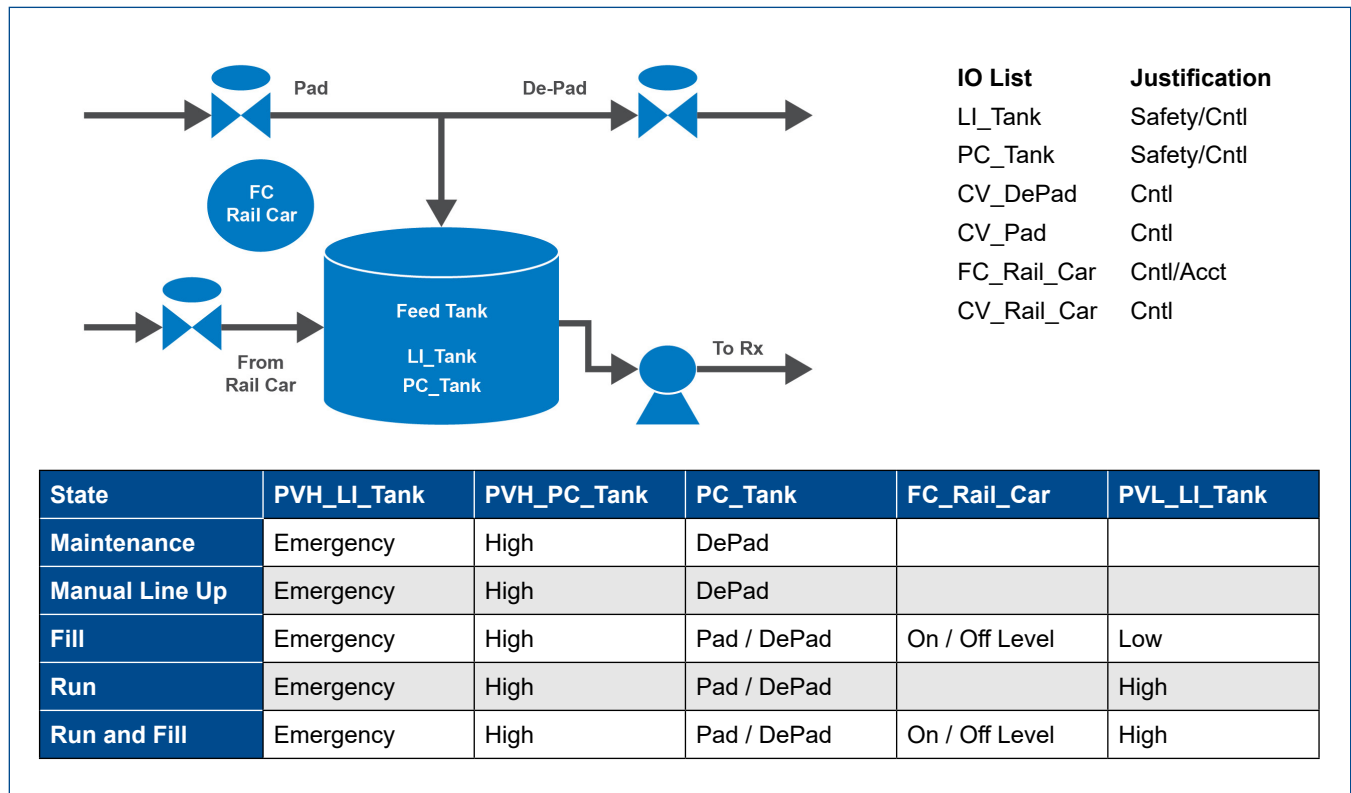 Pad
De-Pad
FC
Rail Car
Feed Tank
LI_Tank
PC_Tank
From
Rail Car
To Rx
IO List Justification
LI_Tank Safety/Cntl
PC_Tank Safety/Cntl
CV_DePad Cntl
CV_Pad Cntl
FC_Rail_Car Cntl/Acct
CV_Rail_Car Cntl
State PVH_LI_Tank PVH_PC_Tank PC_Tank FC_Rail_Car PVL_LI_Tank
Maintenance Emergency High DePad
Manual Line Up Emergency High DePad
Fill Emergency High Pad / DePad On / Off Level Low
Run Emergency High Pad / DePad High
Run and Fill Emergency High Pad / DePad On / Off Level High